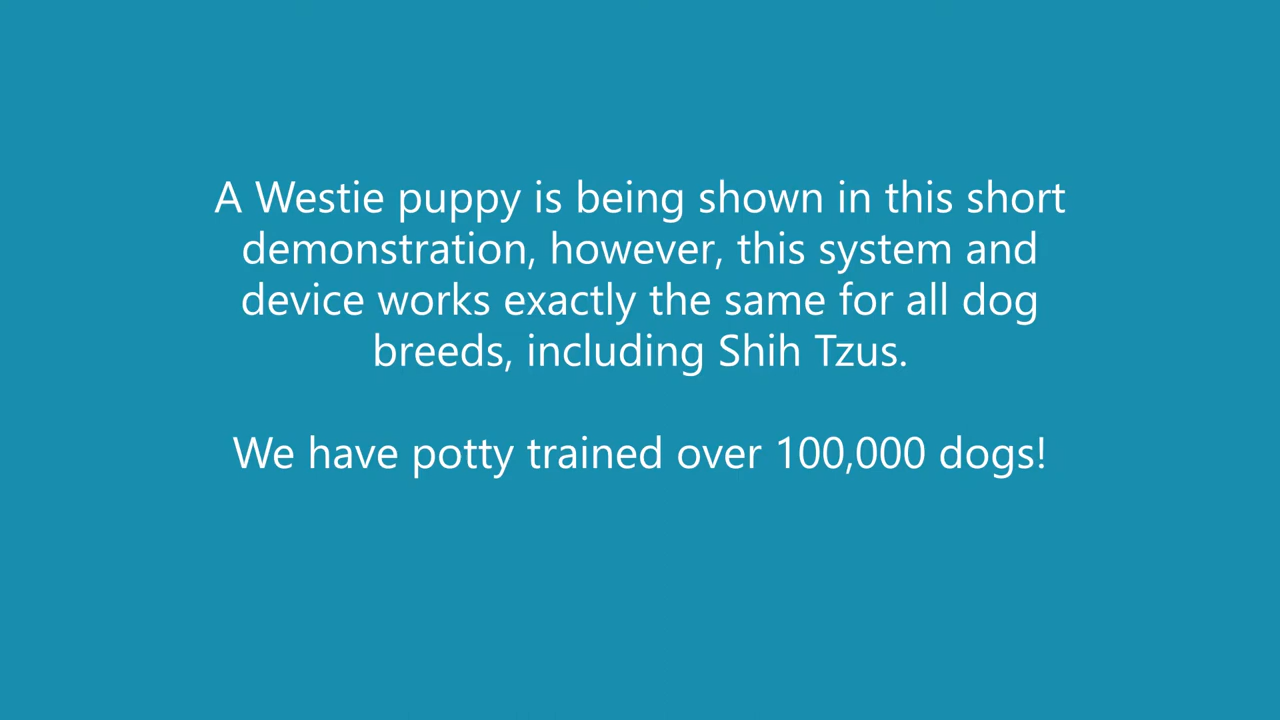 A Westie puppy is being shown in this short
demonstration, however, this system and
device works exactly the same for all dog
breeds, including Shih Tzus.
We have potty trained over 100,000 dogs!